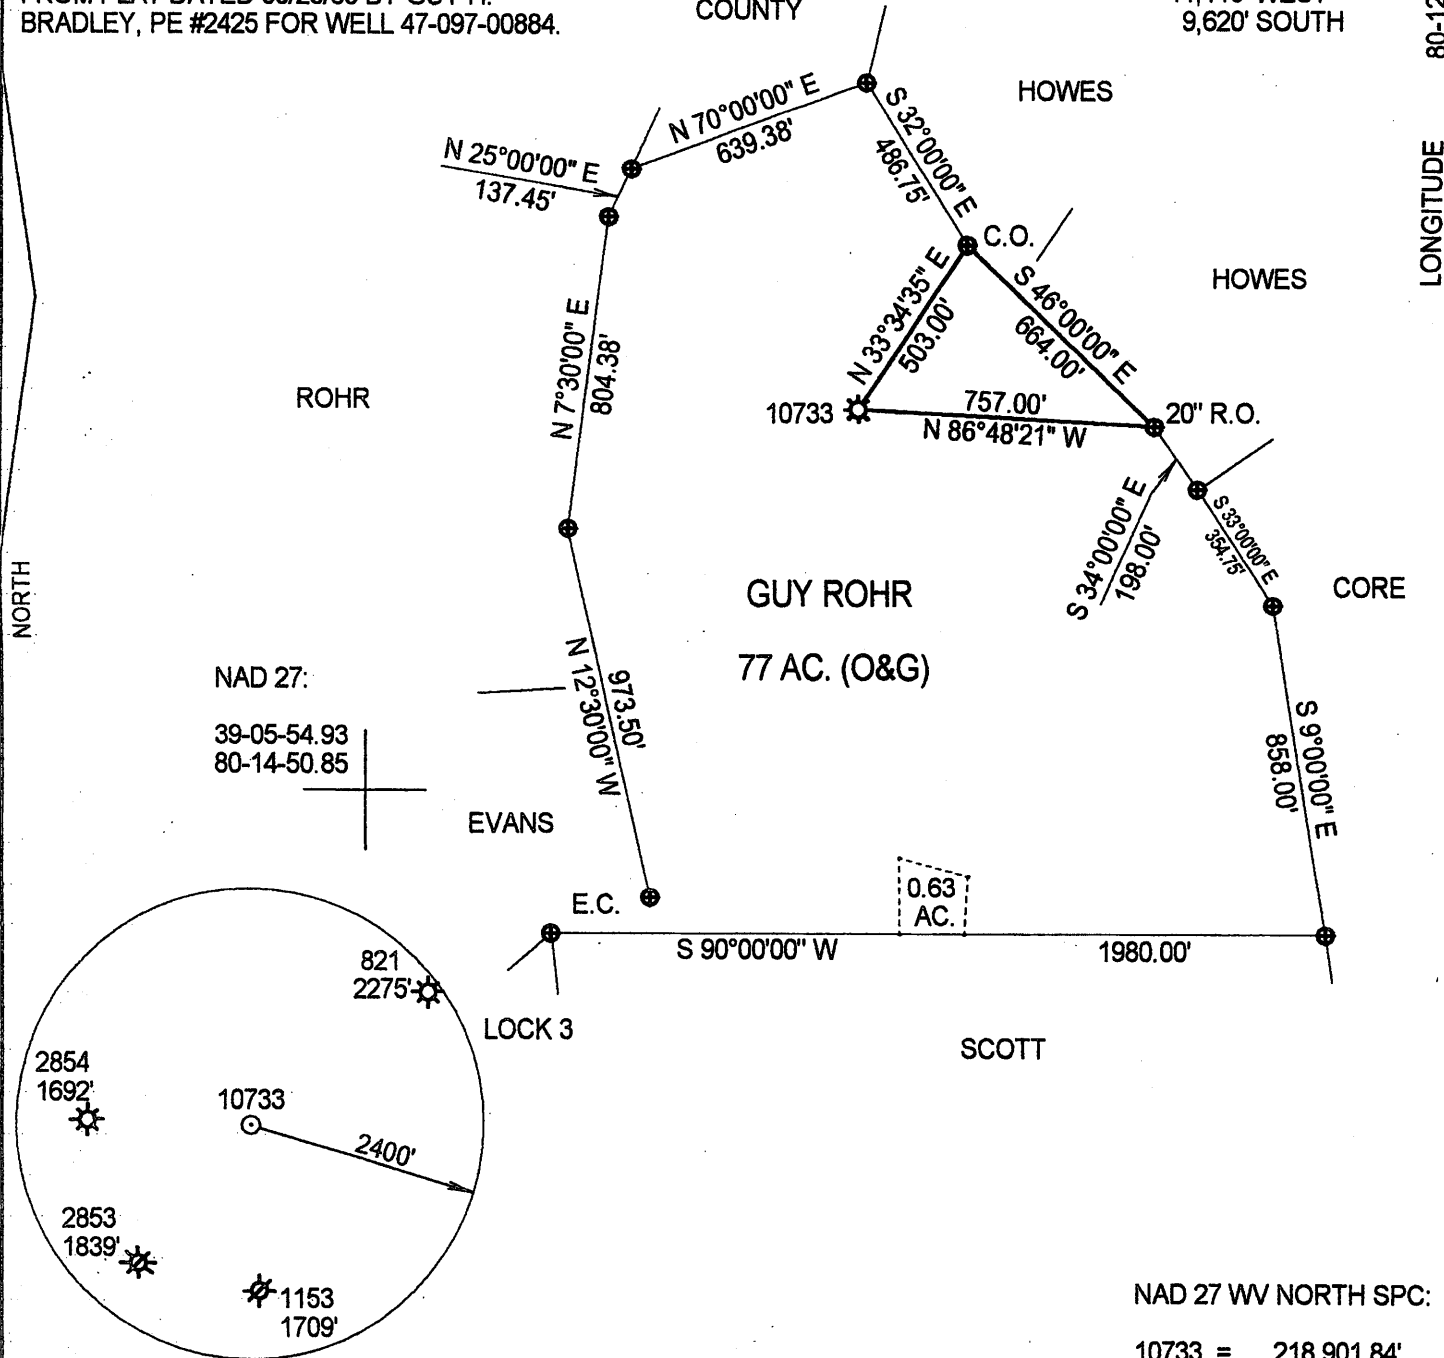 BRADLEY, PE #2425 FOR WELL 47-097-00884.
COUNTY
9,620' SOUTH
80-12
LONGITUDE
HOWES
N 70°00'00" E
639.38'
S 32°00'00" E
486.75'
N 25°00'00" E
137.45'
C.O.
HOWES
N 33°34'35" E
503.00'
S 46°00'00" E
664.00'
N 7°30'00" E
804.38'
ROHR
10733
757.00'
N 86°48'21" W
20" R.O.
S 34°00'00" E
198.00'
S 33°00'00" E
354.75'
CORE
NORTH
GUY ROHR
77 AC. (O&G)
NAD 27:
39-05-54.93
80-14-50.85
N 12°30'00" W
973.50'
S 9°00'00" E
858.00'
EVANS
E.C.
0.63
AC.
S 90°00'00" W
1980.00'
821
2275'
LOCK 3
SCOTT
2854
1692'
10733
2400'
2853
1839'
1153
1709'
NAD 27 WV NORTH SPC:
10733 = 218,901.84'